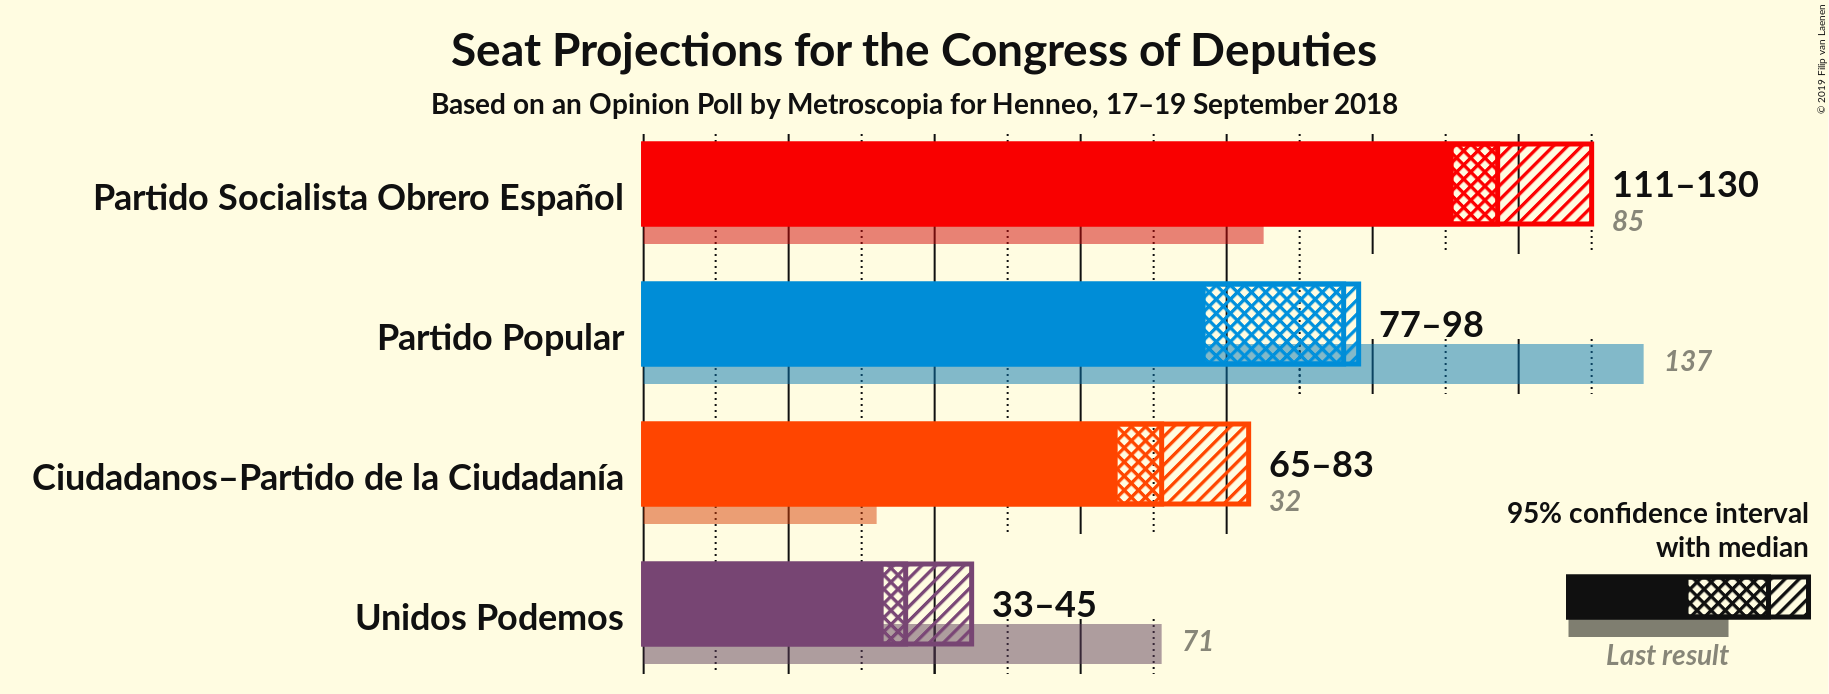 Seat Projections for the Congress of Deputies
Based on an Opinion Poll by Metroscopia for Henneo, 17–19 September 2018
© 2019 Filip van Laenen
Partido Socialista Obrero Español
111–130
85
Partido Popular
77–98
137
Ciudadanos–Partido de la Ciudadanía
65–83
32
Unidos Podemos
33–45
71
95% confidence interval
with median
Last result